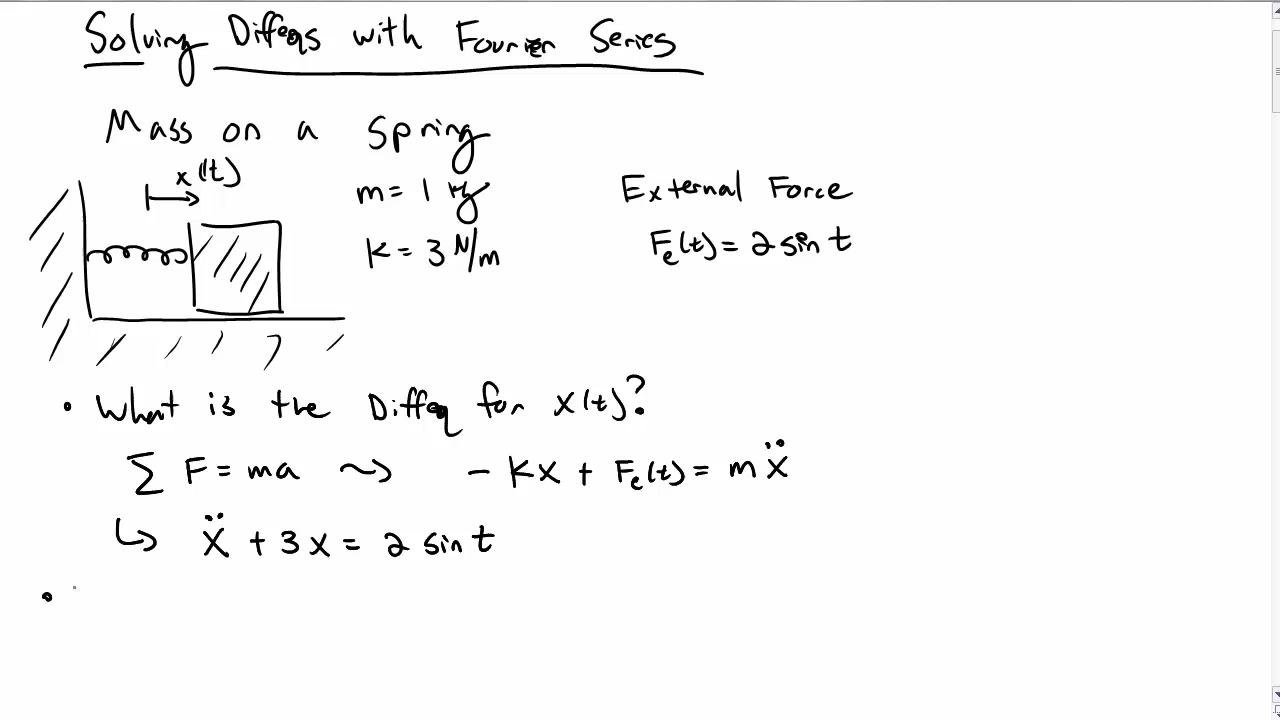 Solving Diffeqs with Fourier Series
Mass on a Spring
x(t)
m = 1 kg
k = 3 N/m
External Force
Fₑ(t) = 2 sin t
• What is the Diffeq for x(t)?
∑ F = ma ⇝ - kx + Fₑ(t) = m ẍ
↳ ẍ + 3x = 2 sin t
•